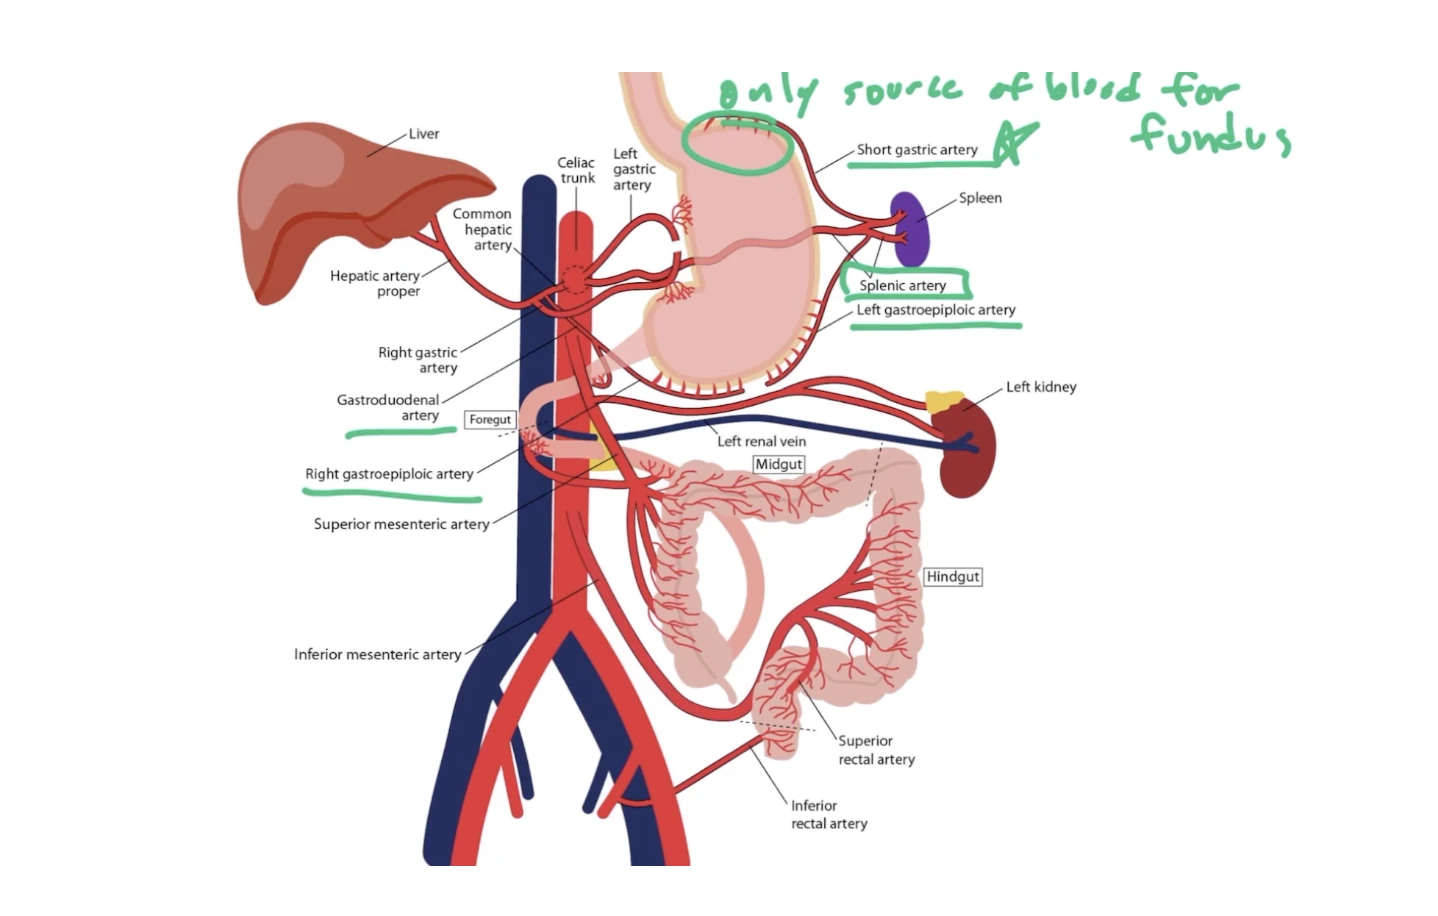 only source of blood for
fundus
Liver
Celiac
trunk
Left
gastric
artery
Short gastric artery
Spleen
Common
hepatic
artery
Hepatic artery
proper
Splenic artery
Left gastroepiploic artery
Right gastric
artery
Gastroduodenal
artery
Foregut
Left kidney
Left renal vein
Midgut
Right gastroepiploic artery
Superior mesenteric artery
Hindgut
Inferior mesenteric artery
Superior
rectal artery
Inferior
rectal artery